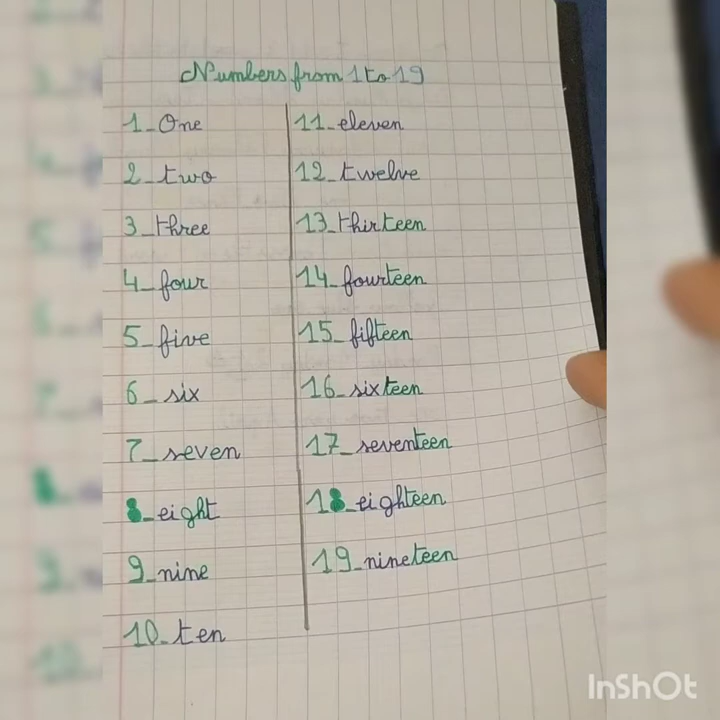 Numbers from 1 to 19
1_One
2_two
3_three
4_four
5_five
6_six
7_seven
8_eight
9_nine
10_ten
11_eleven
12_twelve
13_thirteen
14_fourteen
15_fifteen
16_sixteen
17_seventeen
18_eighteen
19_nineteen
InShOt